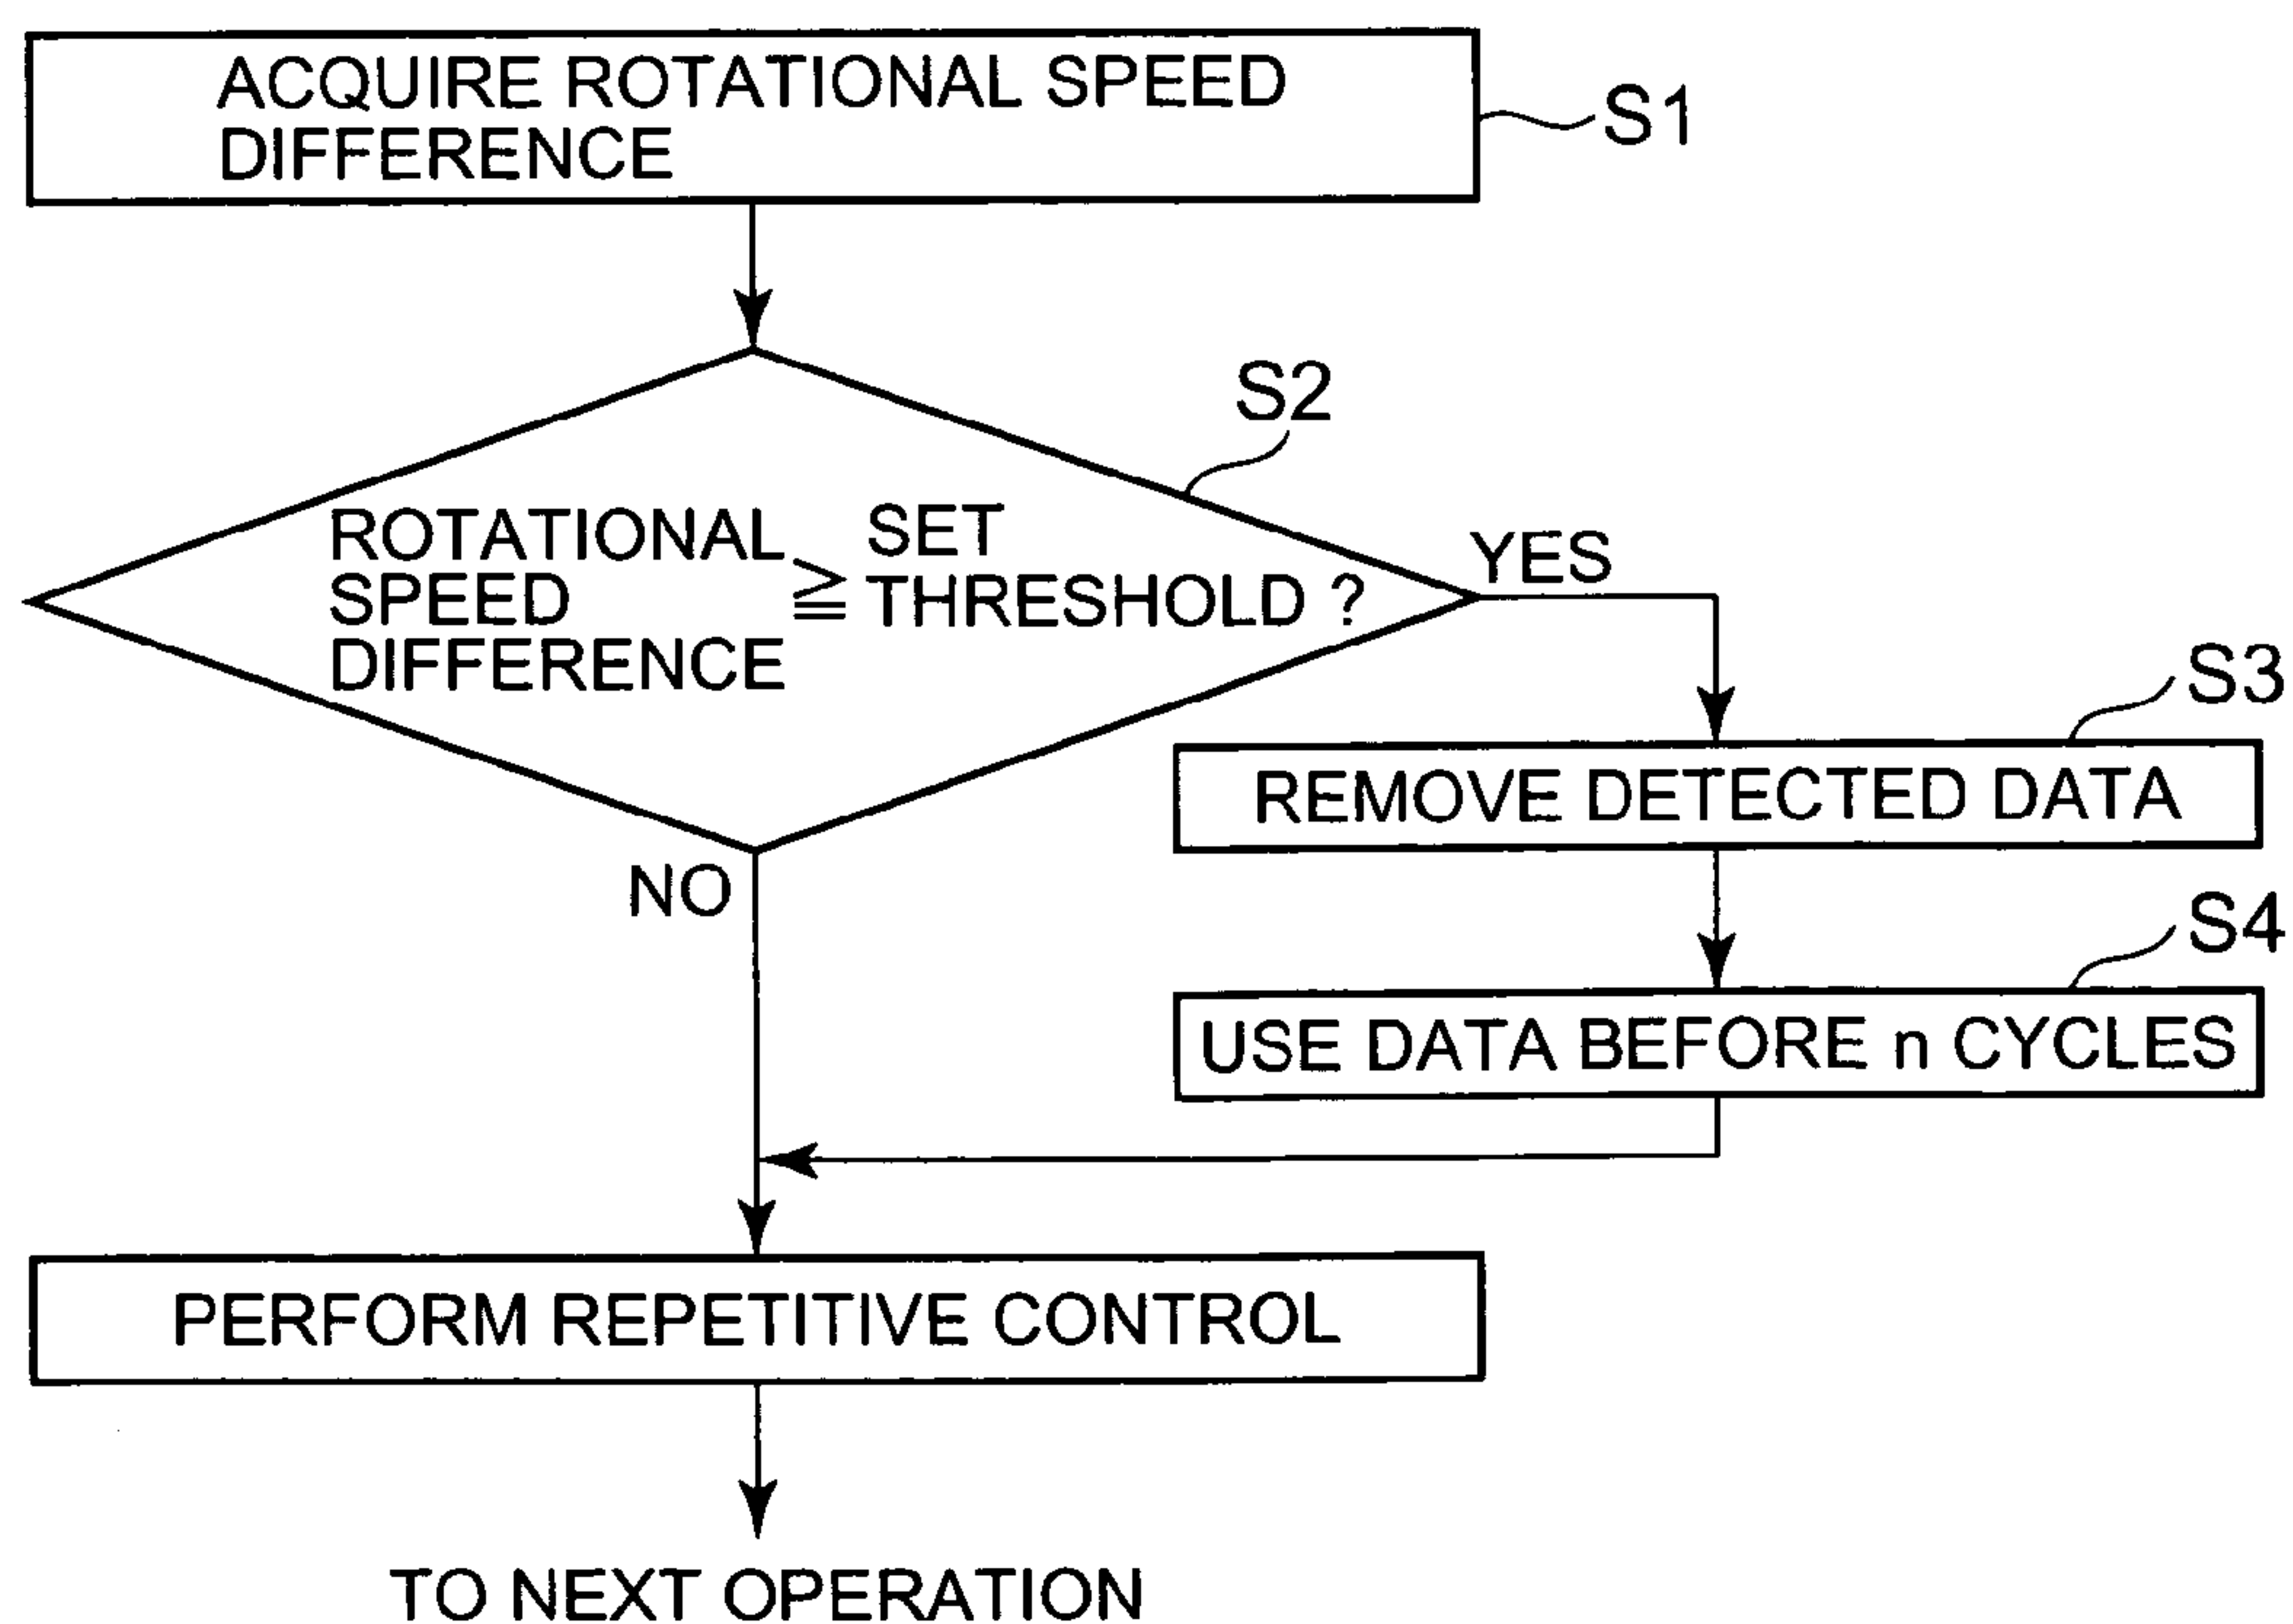 ACQUIRE ROTATIONAL SPEED
DIFFERENCE
S1
S2
ROTATIONAL
SPEED
DIFFERENCE
≧
SET
THRESHOLD ?
YES
S3
REMOVE DETECTED DATA
NO
S4
USE DATA BEFORE n CYCLES
PERFORM REPETITIVE CONTROL
TO NEXT OPERATION